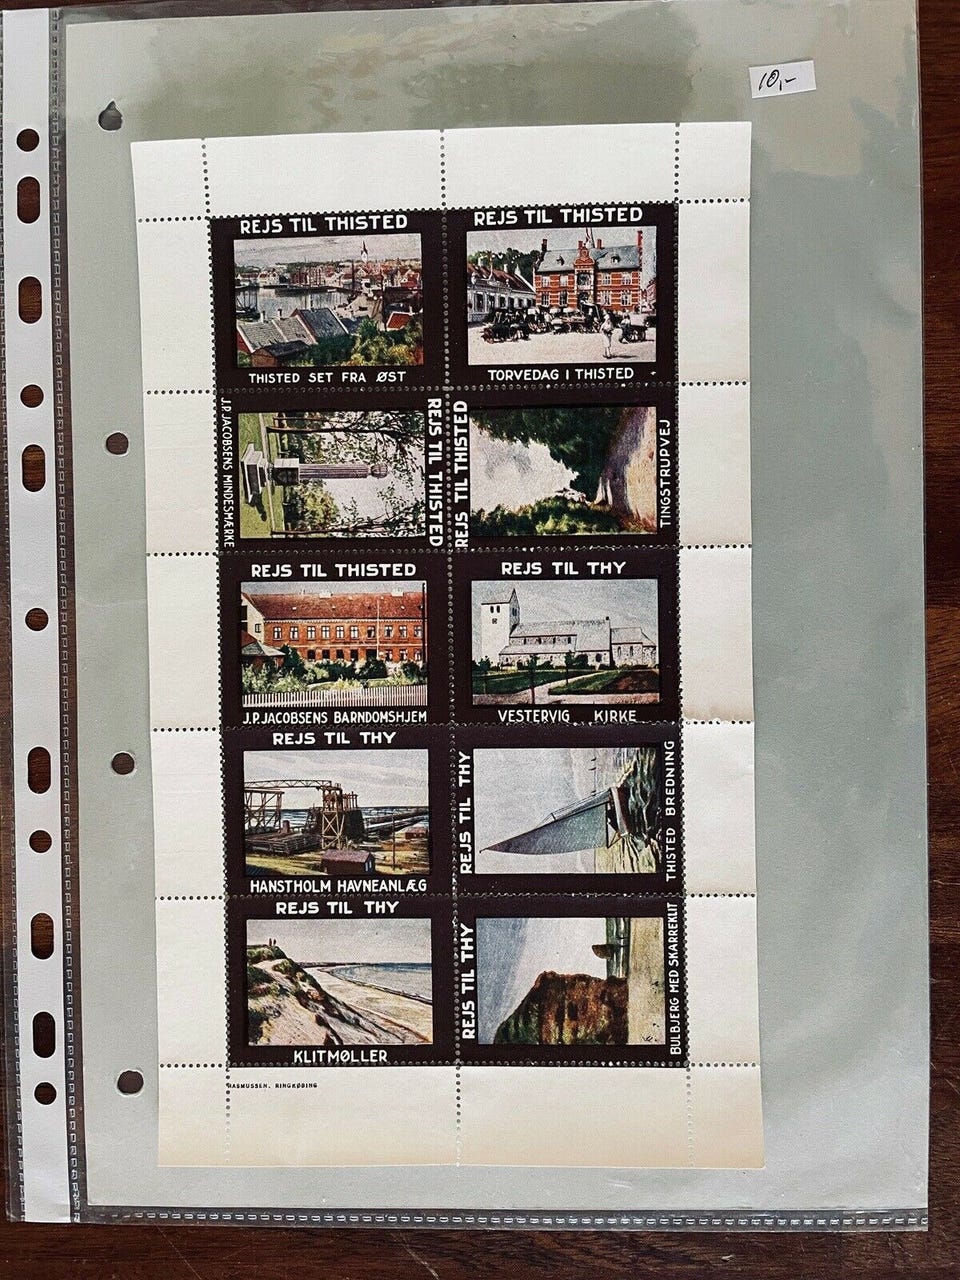 10,-
REJS TIL THISTED
THISTED SET FRA ØST
REJS TIL THISTED
TORVEDAG I THISTED
REJS TIL THISTED
J.P. JACOBSENS MINDESMÆRKE
REJS TIL THISTED
TINGSTRUPVEJ
REJS TIL THISTED
J.P. JACOBSENS BARNDOMSHJEM
REJS TIL THY
VESTERVIG KIRKE
REJS TIL THY
HANSTHOLM HAVNEANLÆG
REJS TIL THY
THISTED BREDNING
REJS TIL THY
KLITMØLLER
REJS TIL THY
BULBJERG MED SKARREKLIT
RASMUSSEN. RINGKØBING